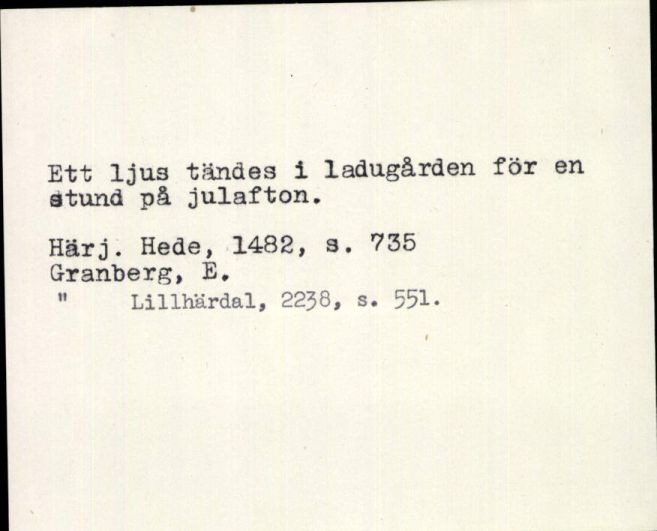 Ett ljus tändes i ladugården för en
stund på julafton.
Härj. Hede, 1482, s. 735
Granberg, E.
" Lillhärdal, 2238, s. 551.